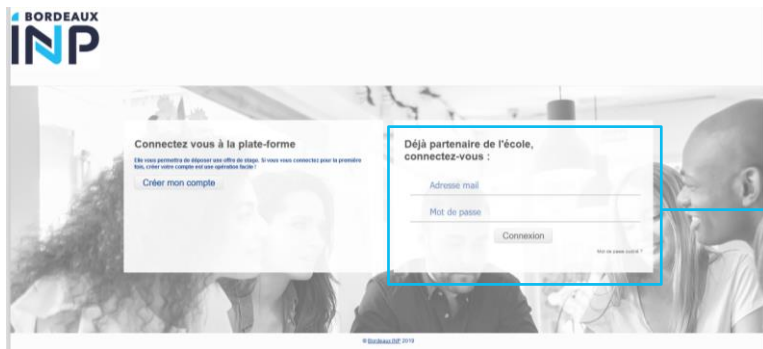 BORDEAUX
INP
Connectez vous à la plate-forme
Elle vous permettra de déposer une offre de stage. Si vous vous connectez pour la première
fois, créer votre compte est une opération facile !
Créer mon compte
Déjà partenaire de l'école,
connectez-vous :
Adresse mail
Mot de passe
Connexion
Mot de passe oublié ?
© Bordeaux INP 2019